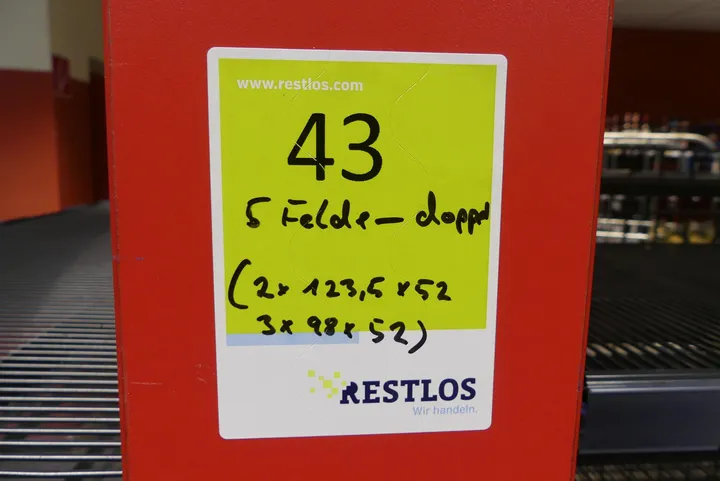 www.restlos.com
43
5 Felder – doppel
(2x 123,5 x 52
3x 98 x 52)
RESTLOS
Wir handeln.